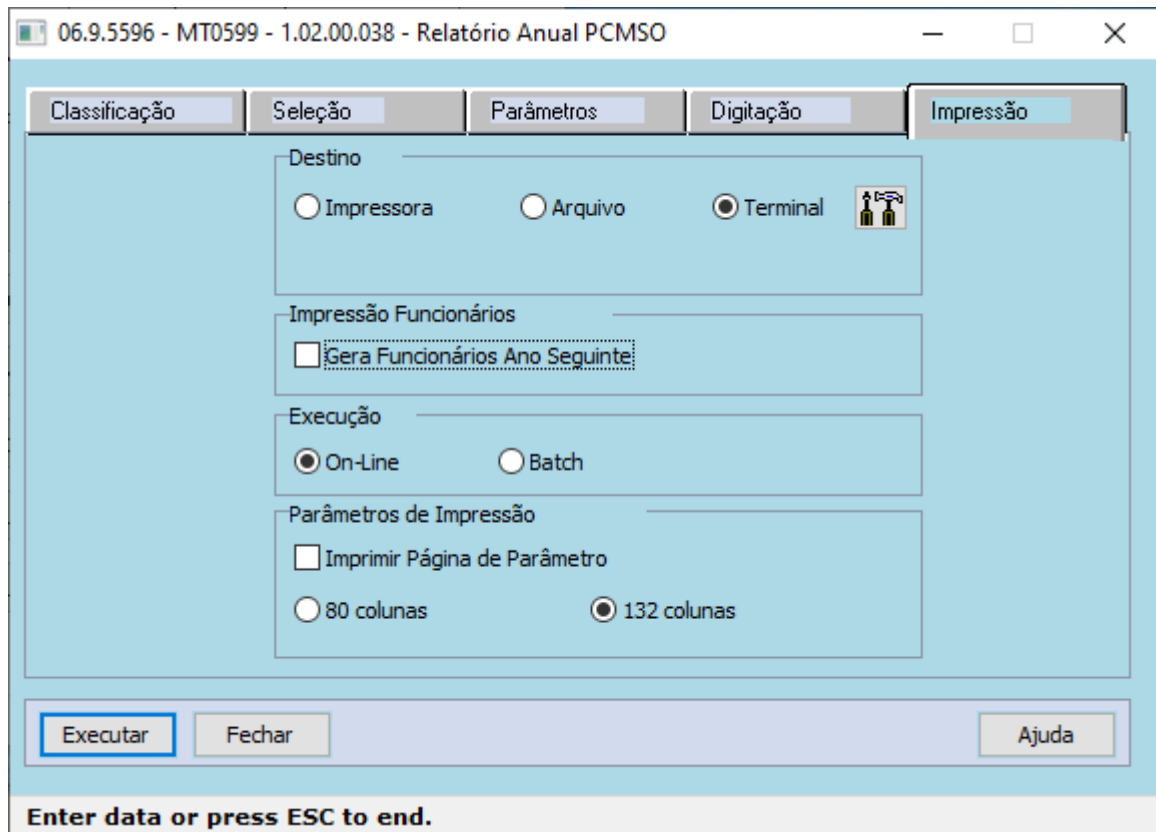 06.9.5596 - MT0599 - 1.02.00.038 - Relatório Anual PCMSO
Classificação Seleção Parâmetros Digitação Impressão
Destino
Impressora Arquivo Terminal
Impressão Funcionários
Gera Funcionários Ano Seguinte
Execução
On-Line Batch
Parâmetros de Impressão
Imprimir Página de Parâmetro
80 colunas 132 colunas
Executar Fechar Ajuda
Enter data or press ESC to end.